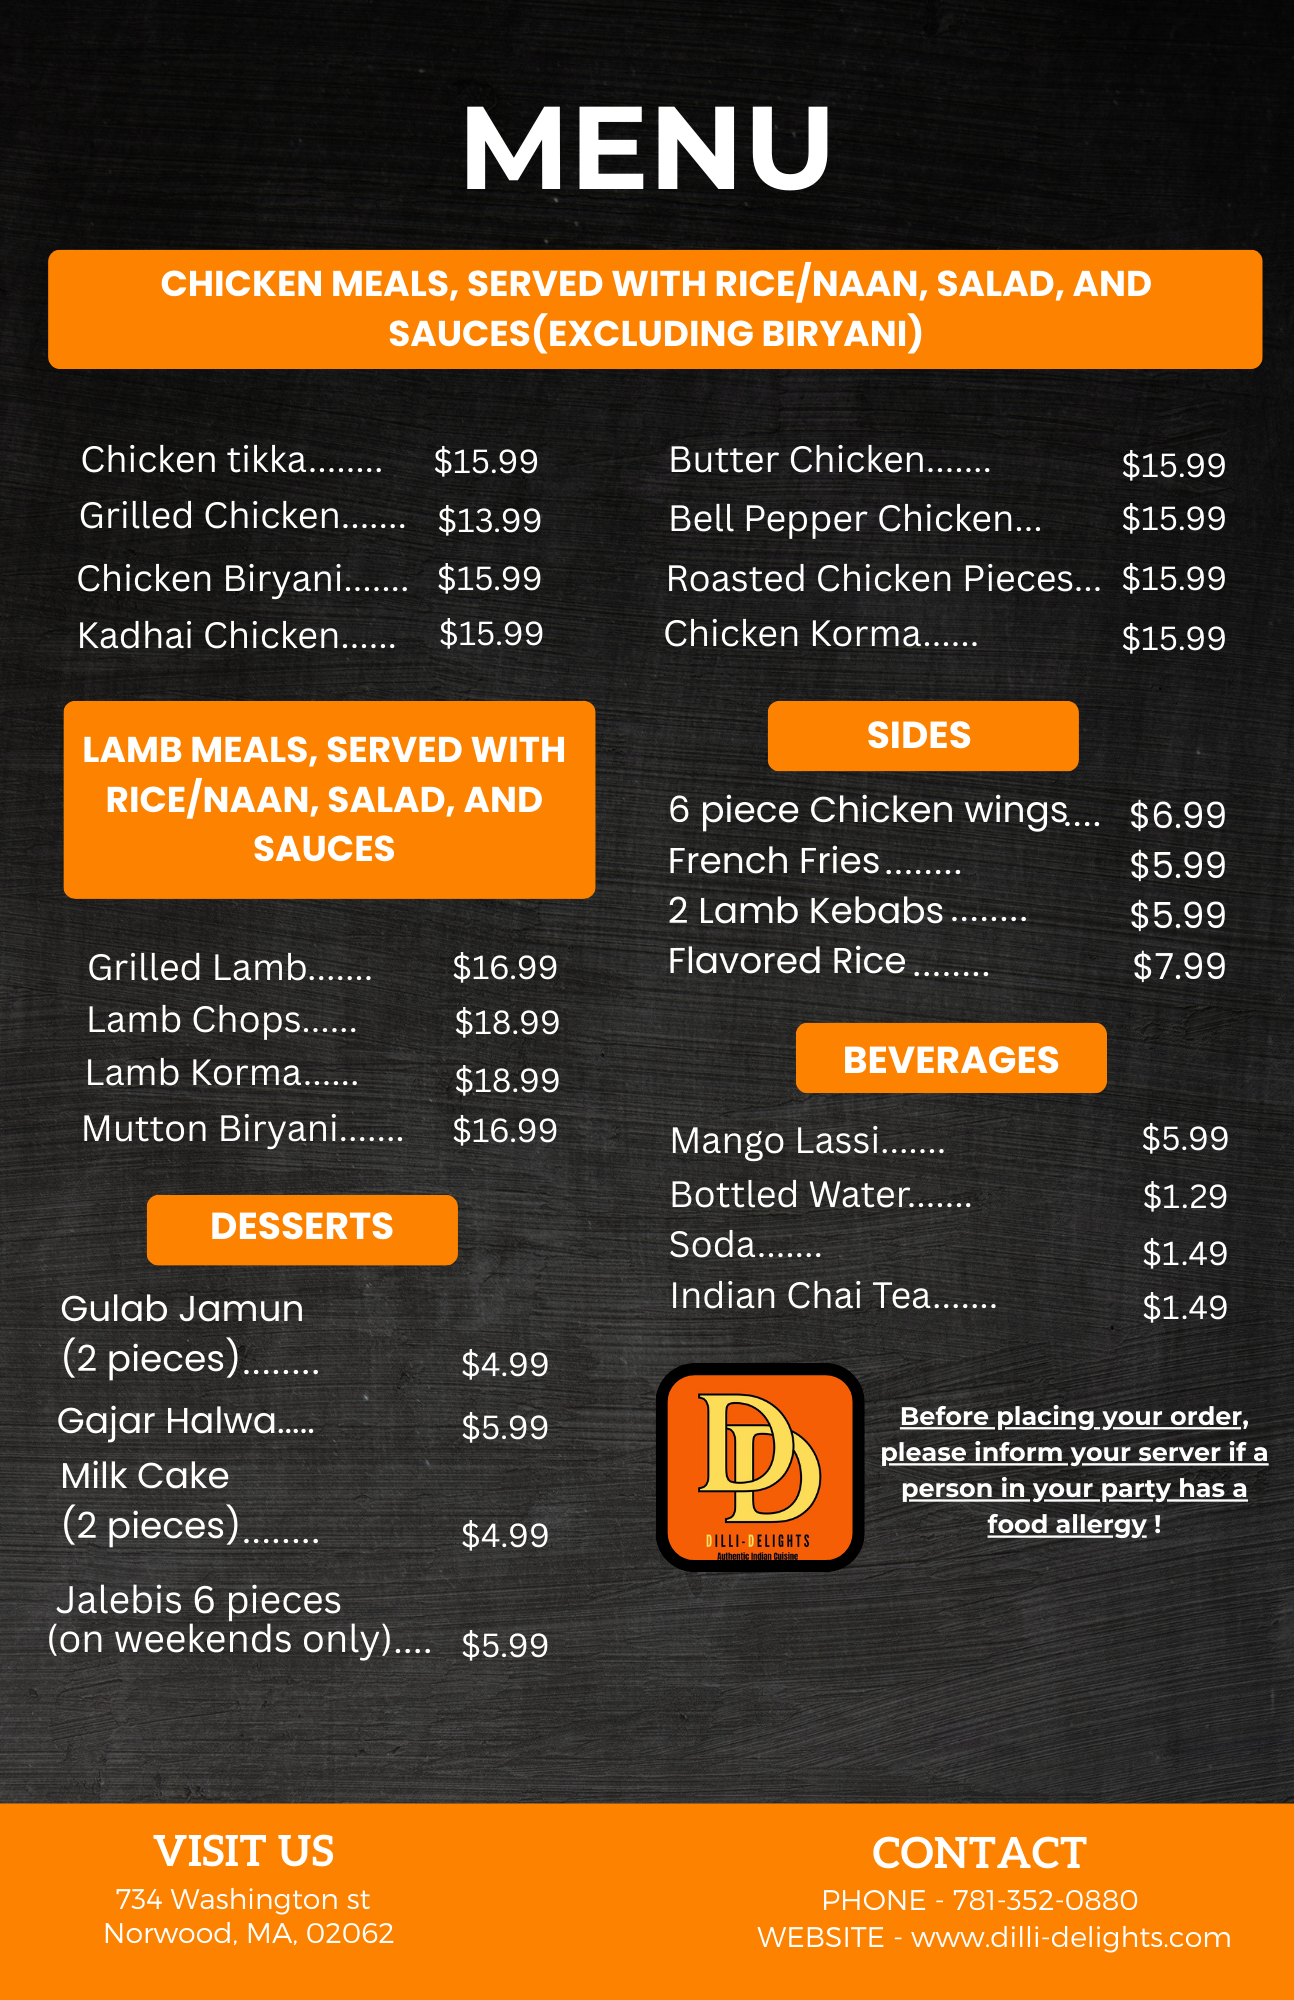 MENU
CHICKEN MEALS, SERVED WITH RICE/NAAN, SALAD, AND
SAUCES(EXCLUDING BIRYANI)
Chicken tikka........ $15.99
Grilled Chicken....... $13.99
Chicken Biryani....... $15.99
Kadhai Chicken...... $15.99
Butter Chicken....... $15.99
Bell Pepper Chicken... $15.99
Roasted Chicken Pieces... $15.99
Chicken Korma...... $15.99
LAMB MEALS, SERVED WITH
RICE/NAAN, SALAD, AND
SAUCES
Grilled Lamb....... $16.99
Lamb Chops...... $18.99
Lamb Korma...... $18.99
Mutton Biryani....... $16.99
DESSERTS
Gulab Jamun
(2 pieces)........ $4.99
Gajar Halwa..... $5.99
Milk Cake
(2 pieces)........ $4.99
Jalebis 6 pieces
(on weekends only).... $5.99
SIDES
6 piece Chicken wings.... $6.99
French Fries........ $5.99
2 Lamb Kebabs........ $5.99
Flavored Rice........ $7.99
BEVERAGES
Mango Lassi....... $5.99
Bottled Water....... $1.29
Soda....... $1.49
Indian Chai Tea....... $1.49
DD
DILLI-DELIGHTS
Authentic Indian Cuisine
Before placing your order,
please inform your server if a
person in your party has a
food allergy !
VISIT US
734 Washington st
Norwood, MA, 02062
CONTACT
PHONE - 781-352-0880
WEBSITE - www.dilli-delights.com